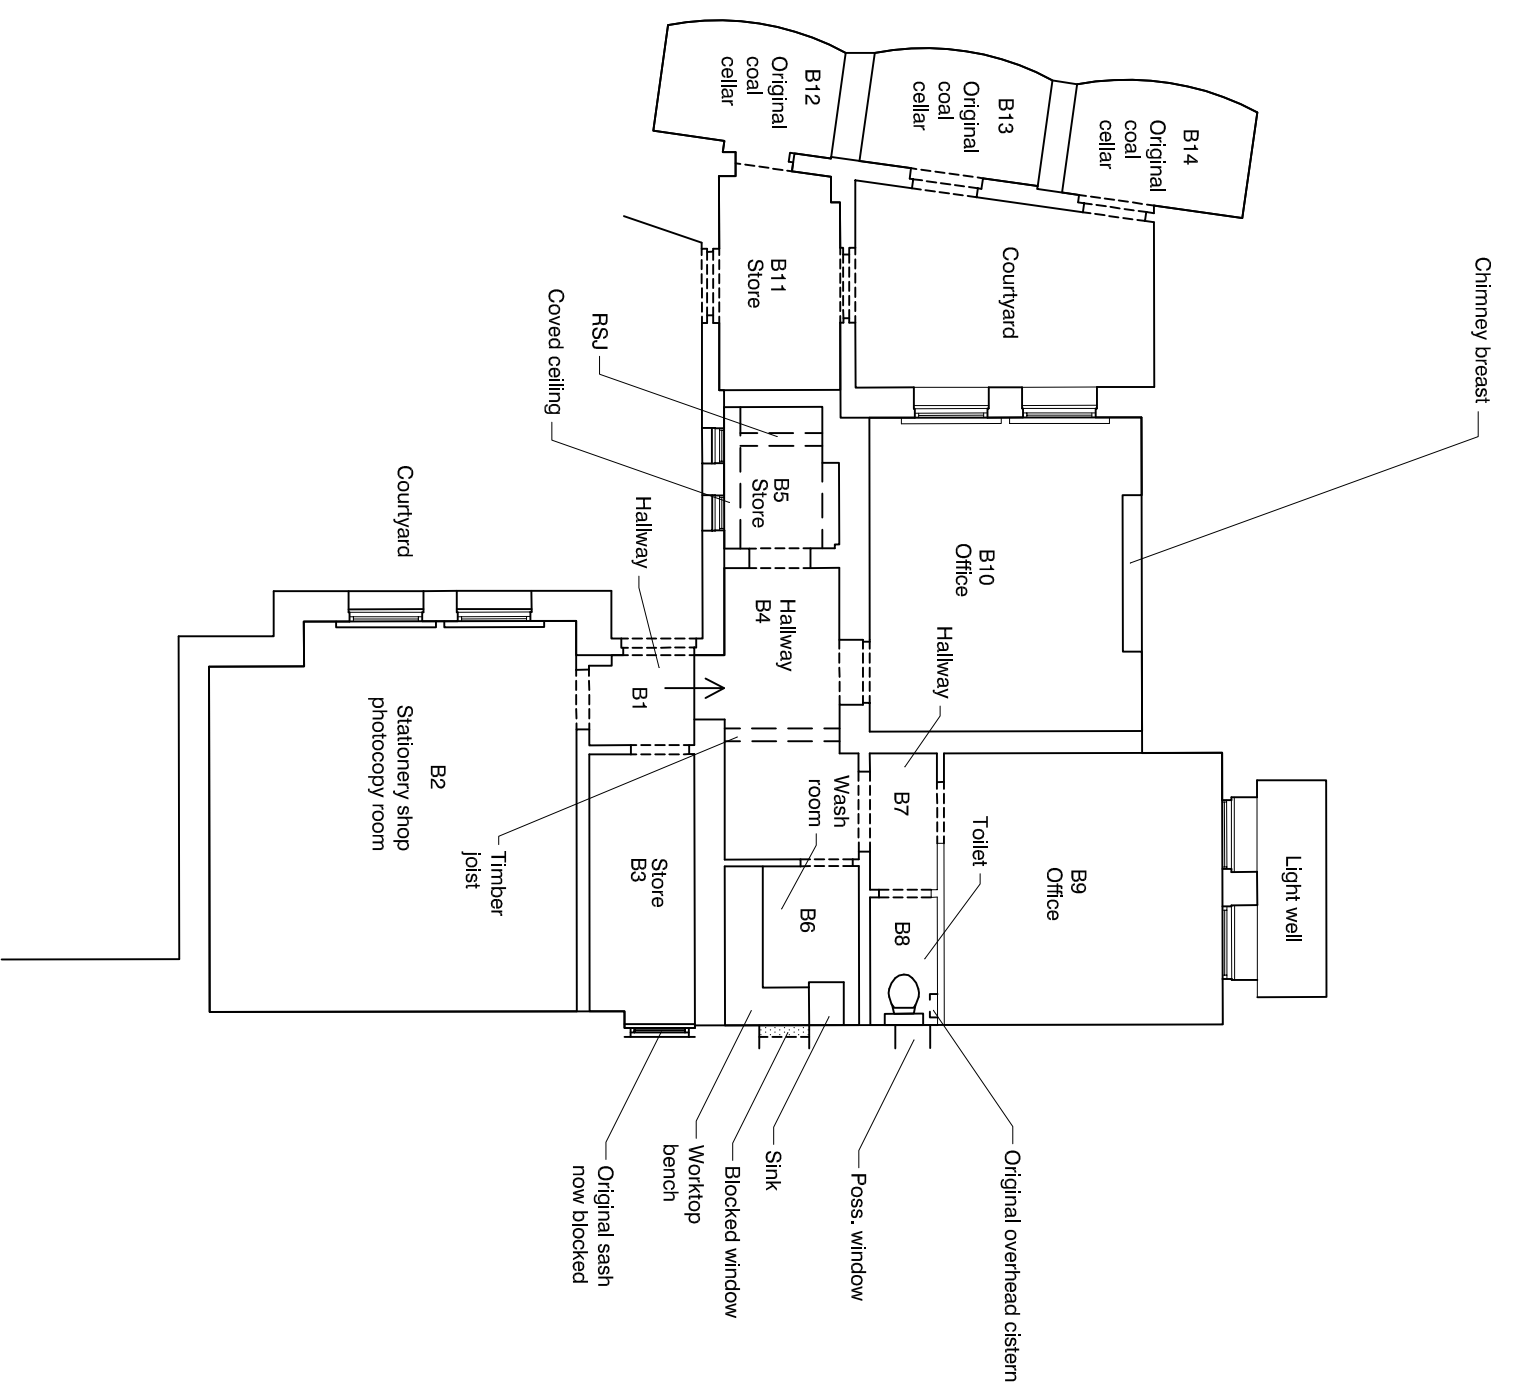 Chimney breast
B14
Original
coal
cellar
B13
Original
coal
cellar
B12
Original
coal
cellar
Courtyard
B11
Store
RSJ
Coved ceiling
B5
Store
Hallway
Courtyard
B10
Office
Hallway
B4
Hallway
B1
B2
Stationery shop
photocopy room
Timber
joist
Store
B3
Wash
room
B6
B7
Toilet
B8
B9
Office
Light well
Original overhead cistern
Poss. window
Sink
Blocked window
Worktop
bench
Original sash
now blocked